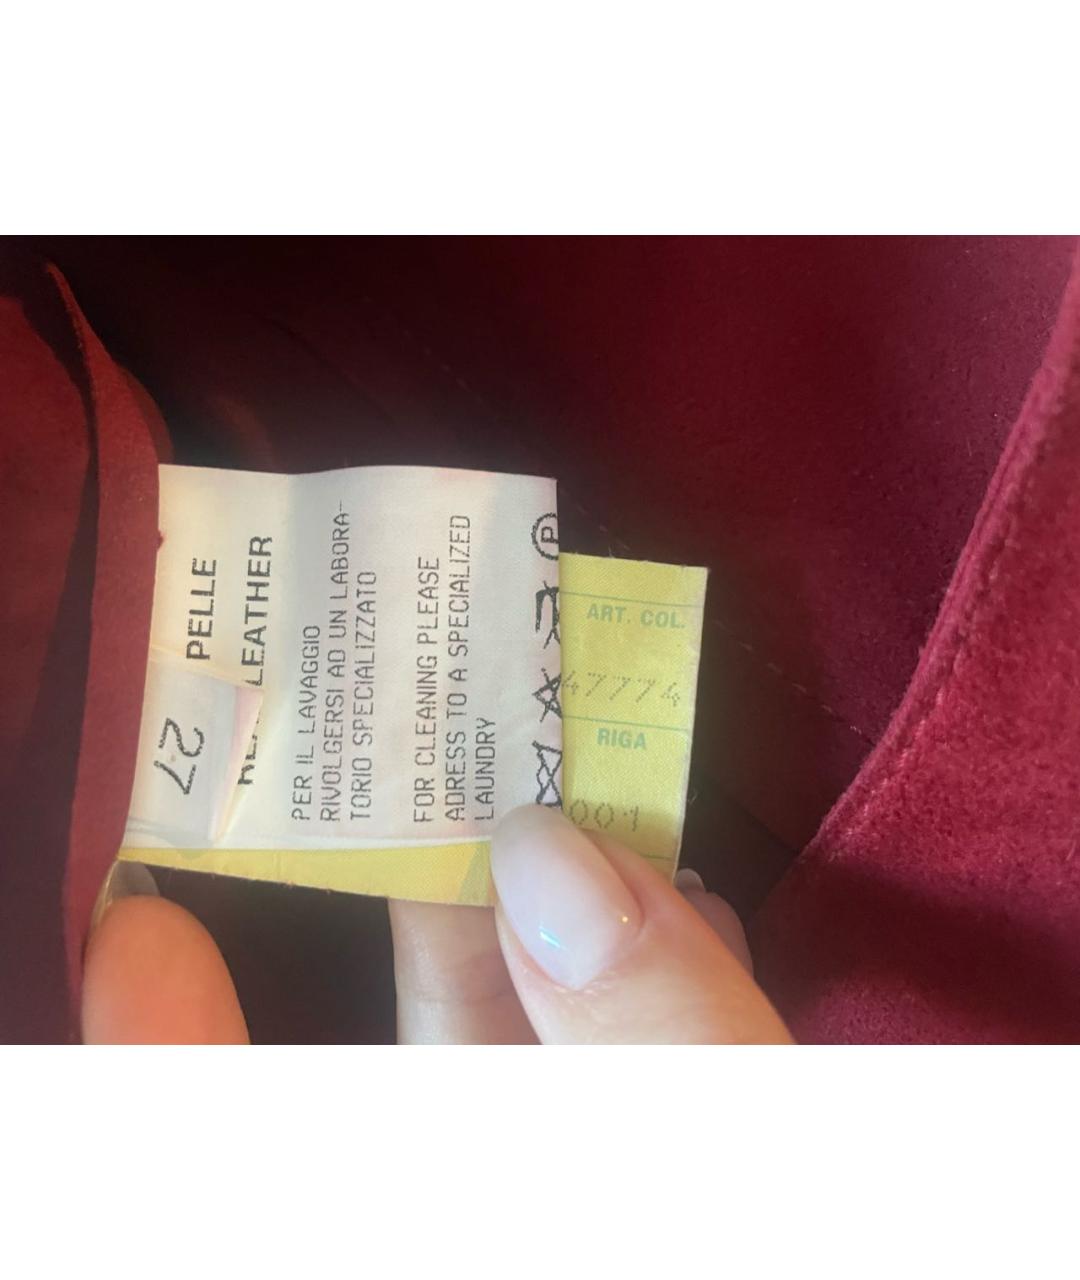 27
PELLE
REAL LEATHER
PER IL LAVAGGIO
RIVOLGERSI AD UN LABORA-
TORIO SPECIALIZZATO
FOR CLEANING PLEASE
ADRESS TO A SPECIALIZED
LAUNDRY
P
ART. COL.
47774
RIGA
001